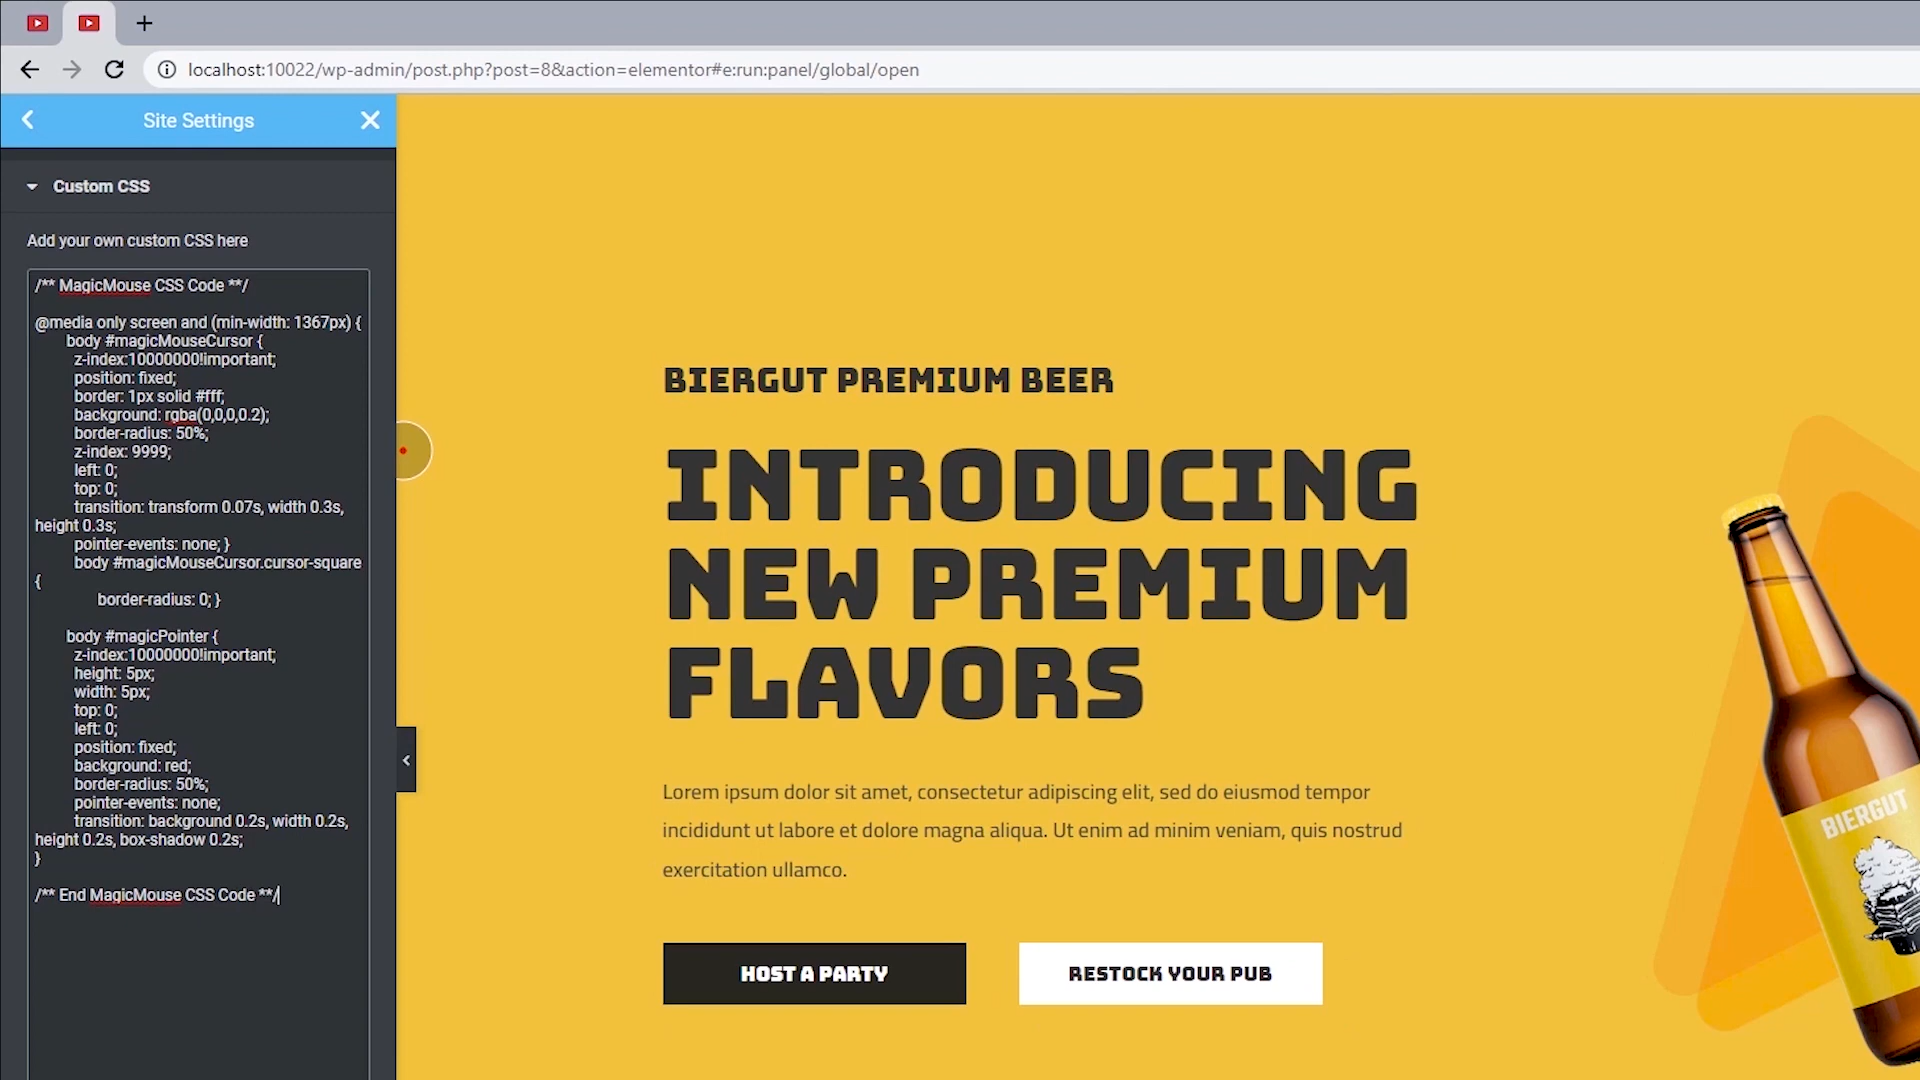 localhost:10022/wp-admin/post.php?post=8&action=elementor#e:run:panel/global/open
Site Settings
Custom CSS
Add your own custom CSS here
/** MagicMouse CSS Code **/
@media only screen and (min-width: 1367px) {
body #magicMouseCursor {
z-index:10000000!important;
position: fixed;
border: 1px solid #fff;
background: rgba(0,0,0,0.2);
border-radius: 50%;
z-index: 9999;
left: 0;
top: 0;
transition: transform 0.07s, width 0.3s,
height 0.3s;
pointer-events: none; }
body #magicMouseCursor.cursor-square
{
border-radius: 0; }
body #magicPointer {
z-index:10000000!important;
height: 5px;
width: 5px;
top: 0;
left: 0;
position: fixed;
background: red;
border-radius: 50%;
pointer-events: none;
transition: background 0.2s, width 0.2s,
height 0.2s, box-shadow 0.2s;
}
/** End MagicMouse CSS Code **/
BIERGUT PREMIUM BEER
INTRODUCING
NEW PREMIUM
FLAVORS
Lorem ipsum dolor sit amet, consectetur adipiscing elit, sed do eiusmod tempor
incididunt ut labore et dolore magna aliqua. Ut enim ad minim veniam, quis nostrud
exercitation ullamco.
HOST A PARTY
RESTOCK YOUR PUB
BIERGUT